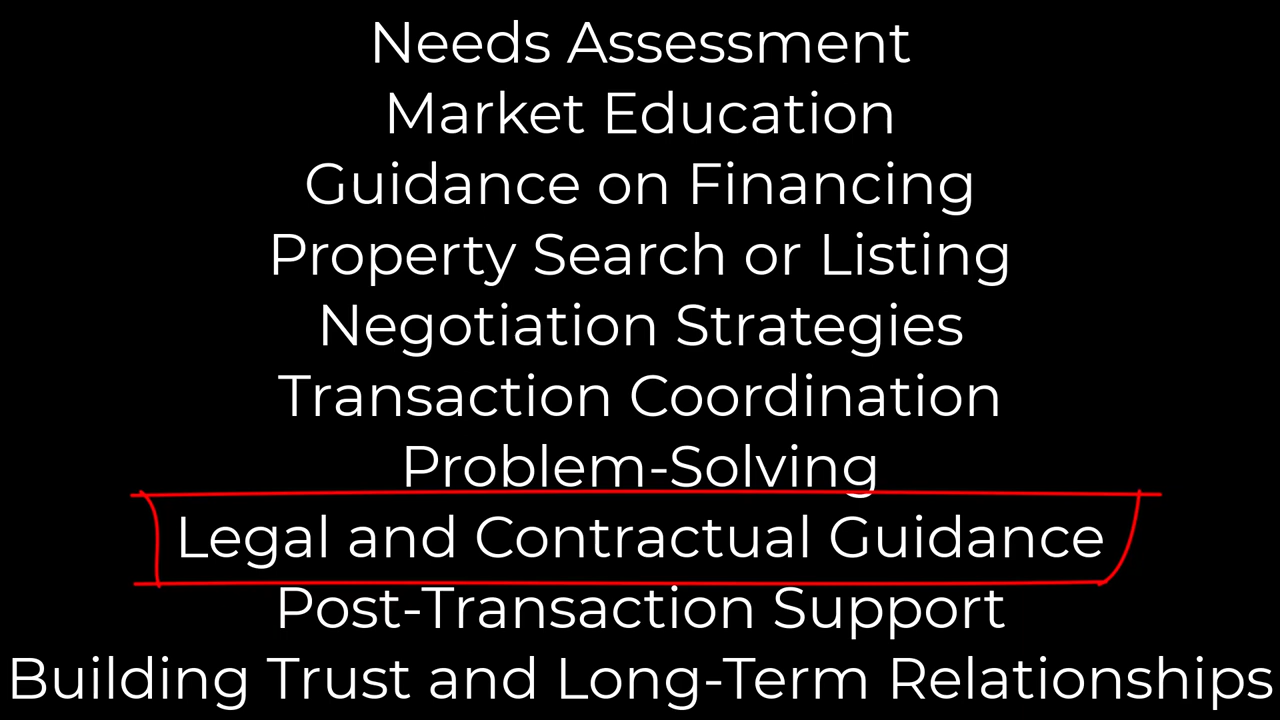 Needs Assessment
Market Education
Guidance on Financing
Property Search or Listing
Negotiation Strategies
Transaction Coordination
Problem-Solving
Legal and Contractual Guidance
Post-Transaction Support
Building Trust and Long-Term Relationships